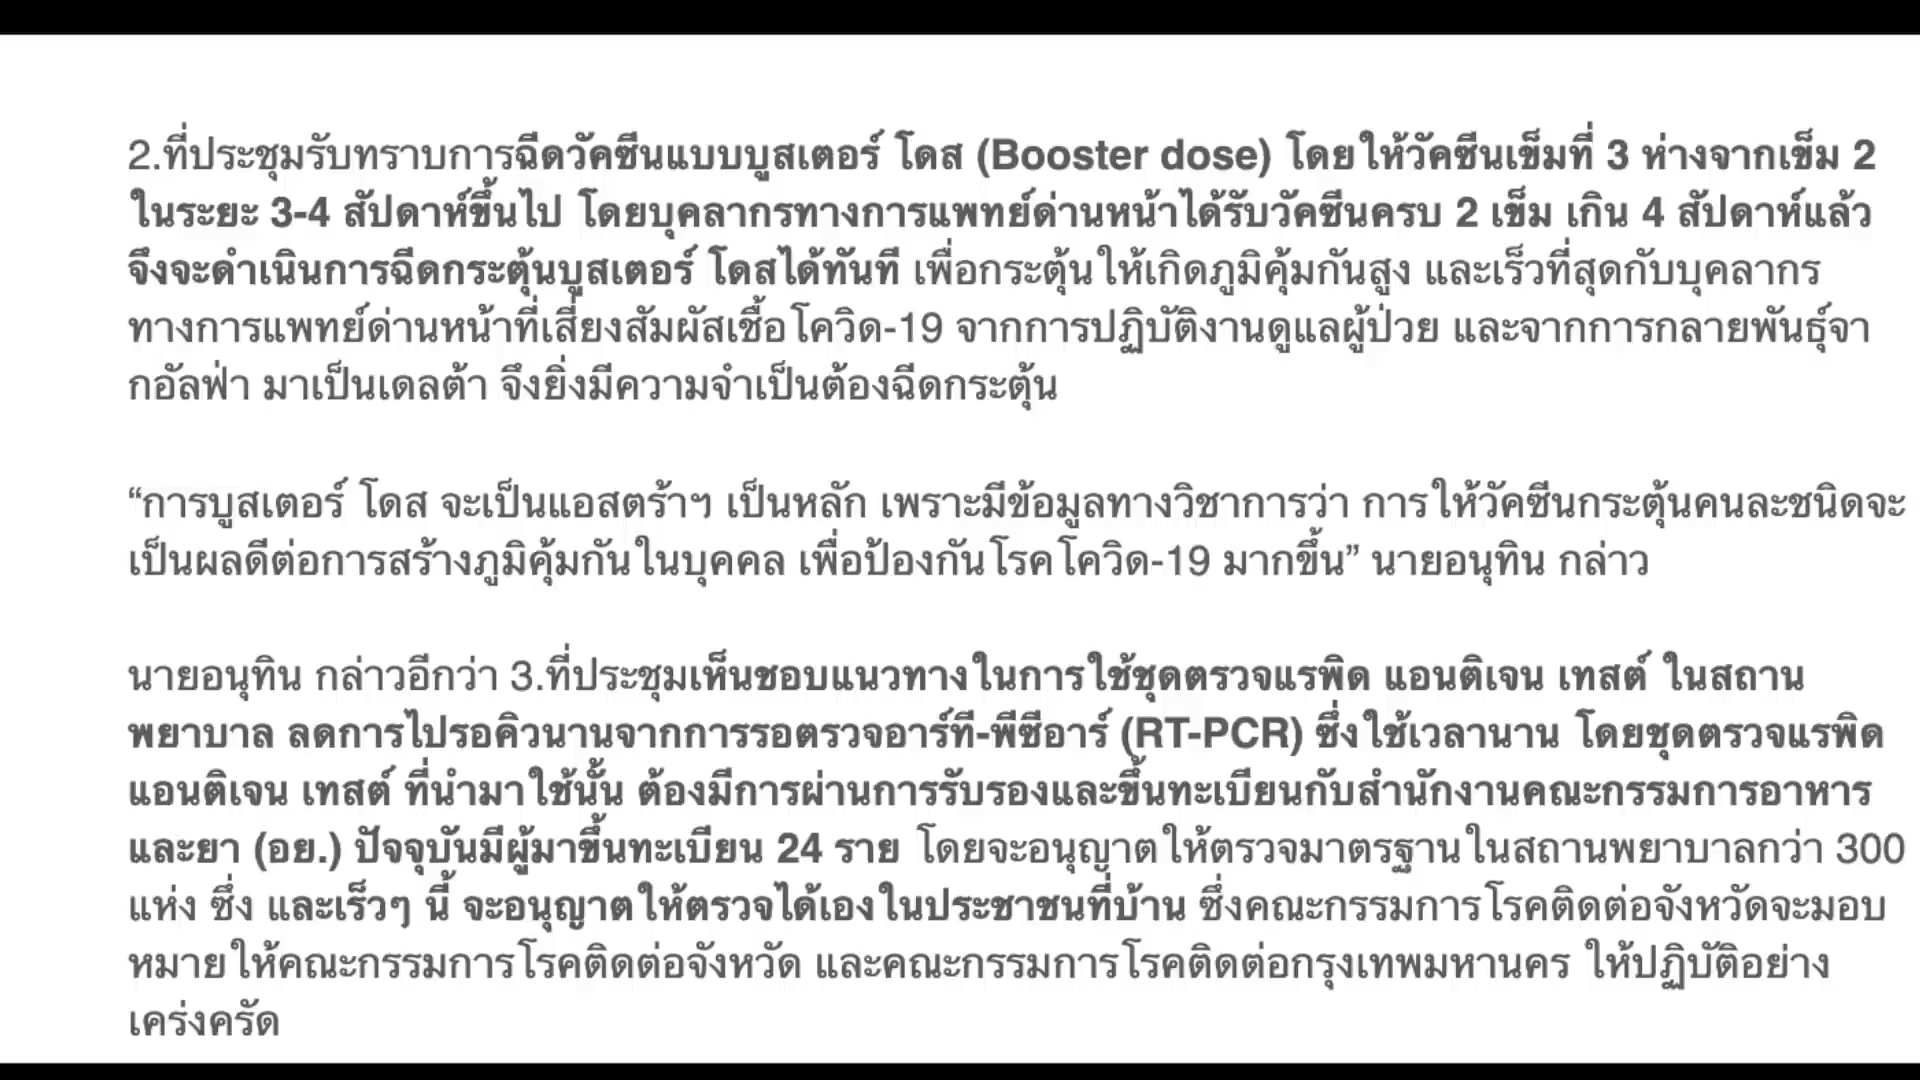 2.ที่ประชุมรับทราบการฉีดวัคซีนแบบบูสเตอร์ โดส (Booster dose) โดยให้วัคซีนเข็มที่ 3 ห่างจากเข็ม 2
ในระยะ 3-4 สัปดาห์ขึ้นไป โดยบุคลากรทางการแพทย์ด่านหน้าได้รับวัคซีนครบ 2 เข็ม เกิน 4 สัปดาห์แล้ว
จึงจะดำเนินการฉีดกระตุ้นบูสเตอร์ โดสได้ทันที เพื่อกระตุ้นให้เกิดภูมิคุ้มกันสูง และเร็วที่สุดกับบุคลากร
ทางการแพทย์ด่านหน้าที่เสี่ยงสัมผัสเชื้อโควิด-19 จากการปฏิบัติงานดูแลผู้ป่วย และจากการกลายพันธุ์จา
กอัลฟ่า มาเป็นเดลต้า จึงยิ่งมีความจำเป็นต้องฉีดกระตุ้น
“การบูสเตอร์ โดส จะเป็นแอสตร้าฯ เป็นหลัก เพราะมีข้อมูลทางวิชาการว่า การให้วัคซีนกระตุ้นคนละชนิดจะ
เป็นผลดีต่อการสร้างภูมิคุ้มกันในบุคคล เพื่อป้องกันโรคโควิด-19 มากขึ้น” นายอนุทิน กล่าว
นายอนุทิน กล่าวอีกว่า 3.ที่ประชุมเห็นชอบแนวทางในการใช้ชุดตรวจแรพิด แอนติเจน เทสต์ ในสถาน
พยาบาล ลดการไปรอคิวนานจากการรอตรวจอาร์ที-พีซีอาร์ (RT-PCR) ซึ่งใช้เวลานาน โดยชุดตรวจแรพิด
แอนติเจน เทสต์ ที่นำมาใช้นั้น ต้องมีการผ่านการรับรองและขึ้นทะเบียนกับสำนักงานคณะกรรมการอาหาร
และยา (อย.) ปัจจุบันมีผู้มาขึ้นทะเบียน 24 ราย โดยจะอนุญาตให้ตรวจมาตรฐานในสถานพยาบาลกว่า 300
แห่ง ซึ่ง และเร็วๆ นี้ จะอนุญาตให้ตรวจได้เองในประชาชนที่บ้าน ซึ่งคณะกรรมการโรคติดต่อจังหวัดจะมอบ
หมายให้คณะกรรมการโรคติดต่อจังหวัด และคณะกรรมการโรคติดต่อกรุงเทพมหานคร ให้ปฏิบัติอย่าง
เคร่งครัด